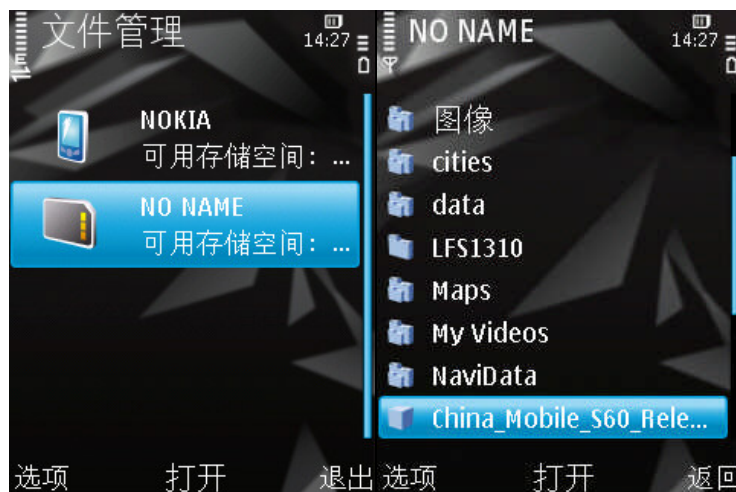 文件管理
14:27
NOKIA
可用存储空间: ...
NO NAME
可用存储空间: ...
选项 打开 退出
NO NAME
14:27
图像
cities
data
LFS1310
Maps
My Videos
NaviData
China_Mobile_S60_Rele...
选项 打开 返回